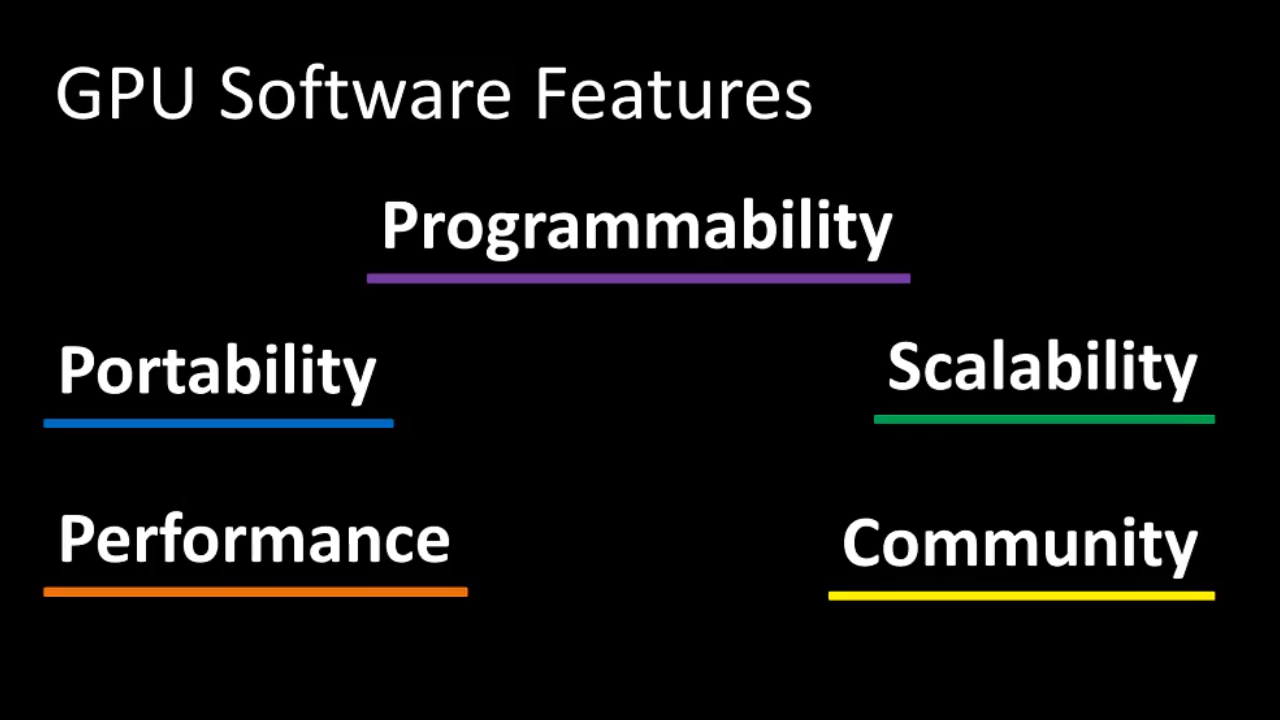 GPU Software Features
Programmability
Portability
Scalability
Performance
Community